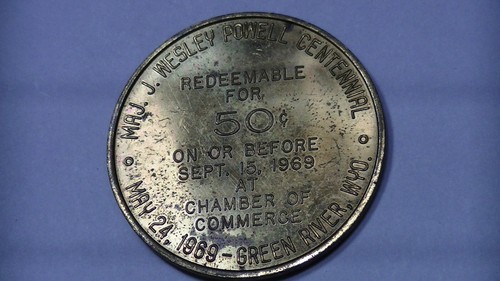 MAJ. J. WESLEY POWELL CENTENNIAL
REDEEMABLE
FOR
50¢
ON OR BEFORE
SEPT. 15, 1969
AT
CHAMBER OF
COMMERCE
MAY 24, 1969 - GREEN RIVER, WYO.